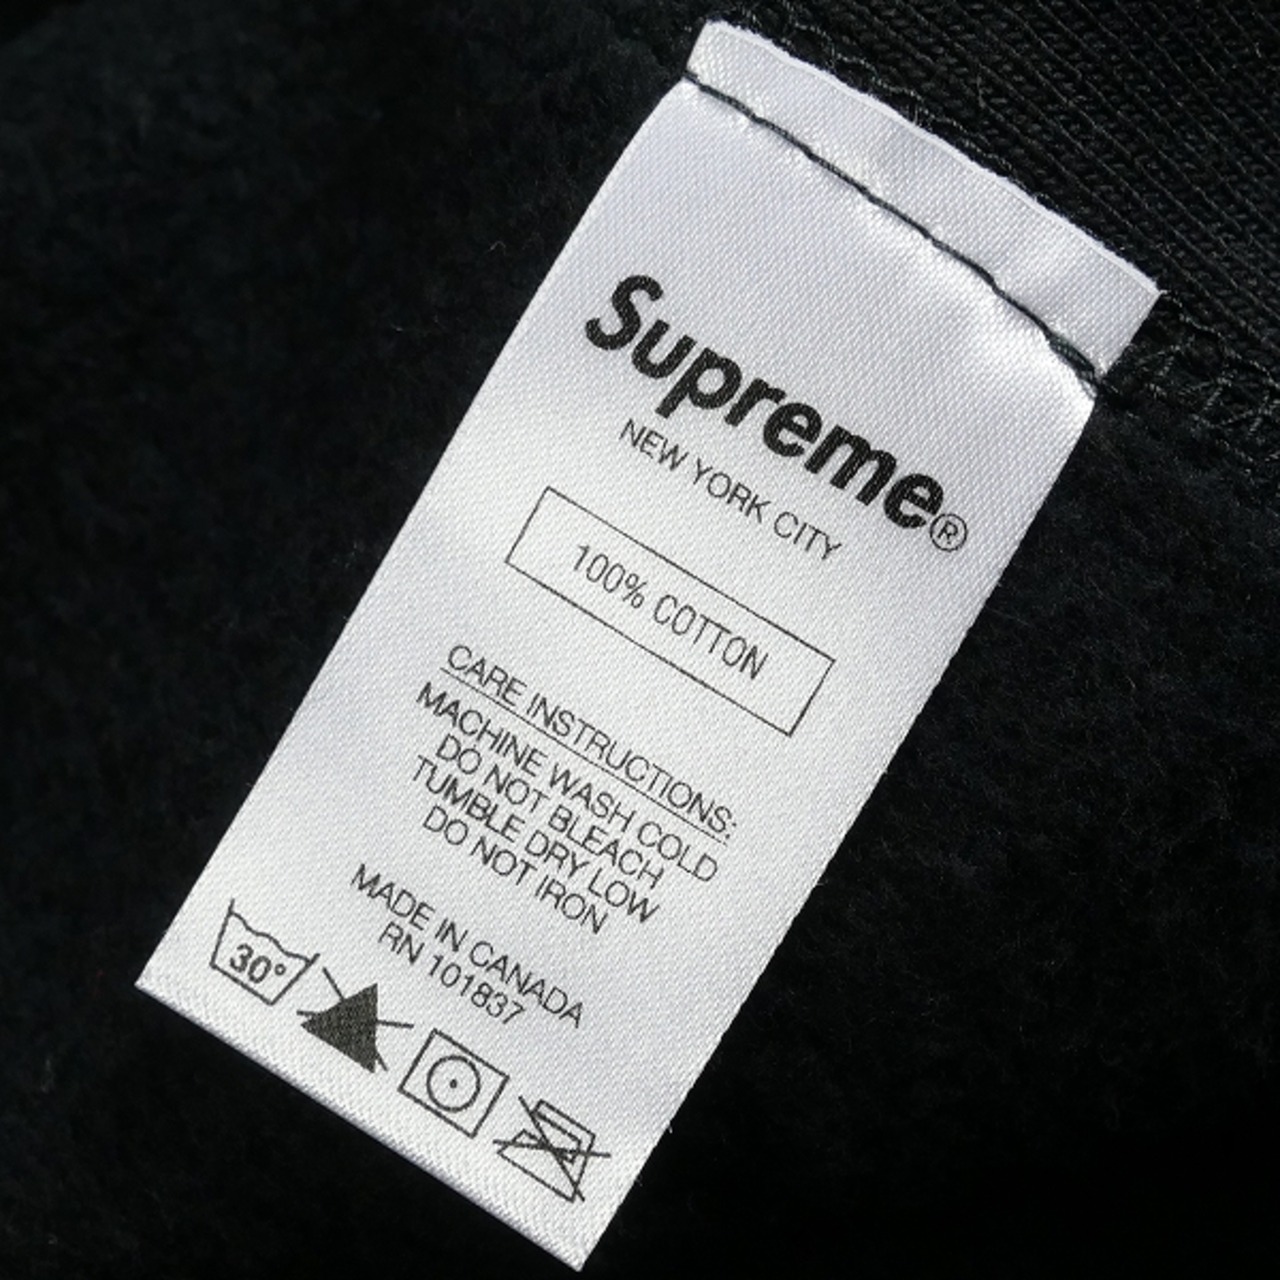 Supreme®
NEW YORK CITY
100% COTTON
CARE INSTRUCTIONS:
MACHINE WASH COLD
DO NOT BLEACH
TUMBLE DRY LOW
DO NOT IRON
MADE IN CANADA
RN 101837
30°